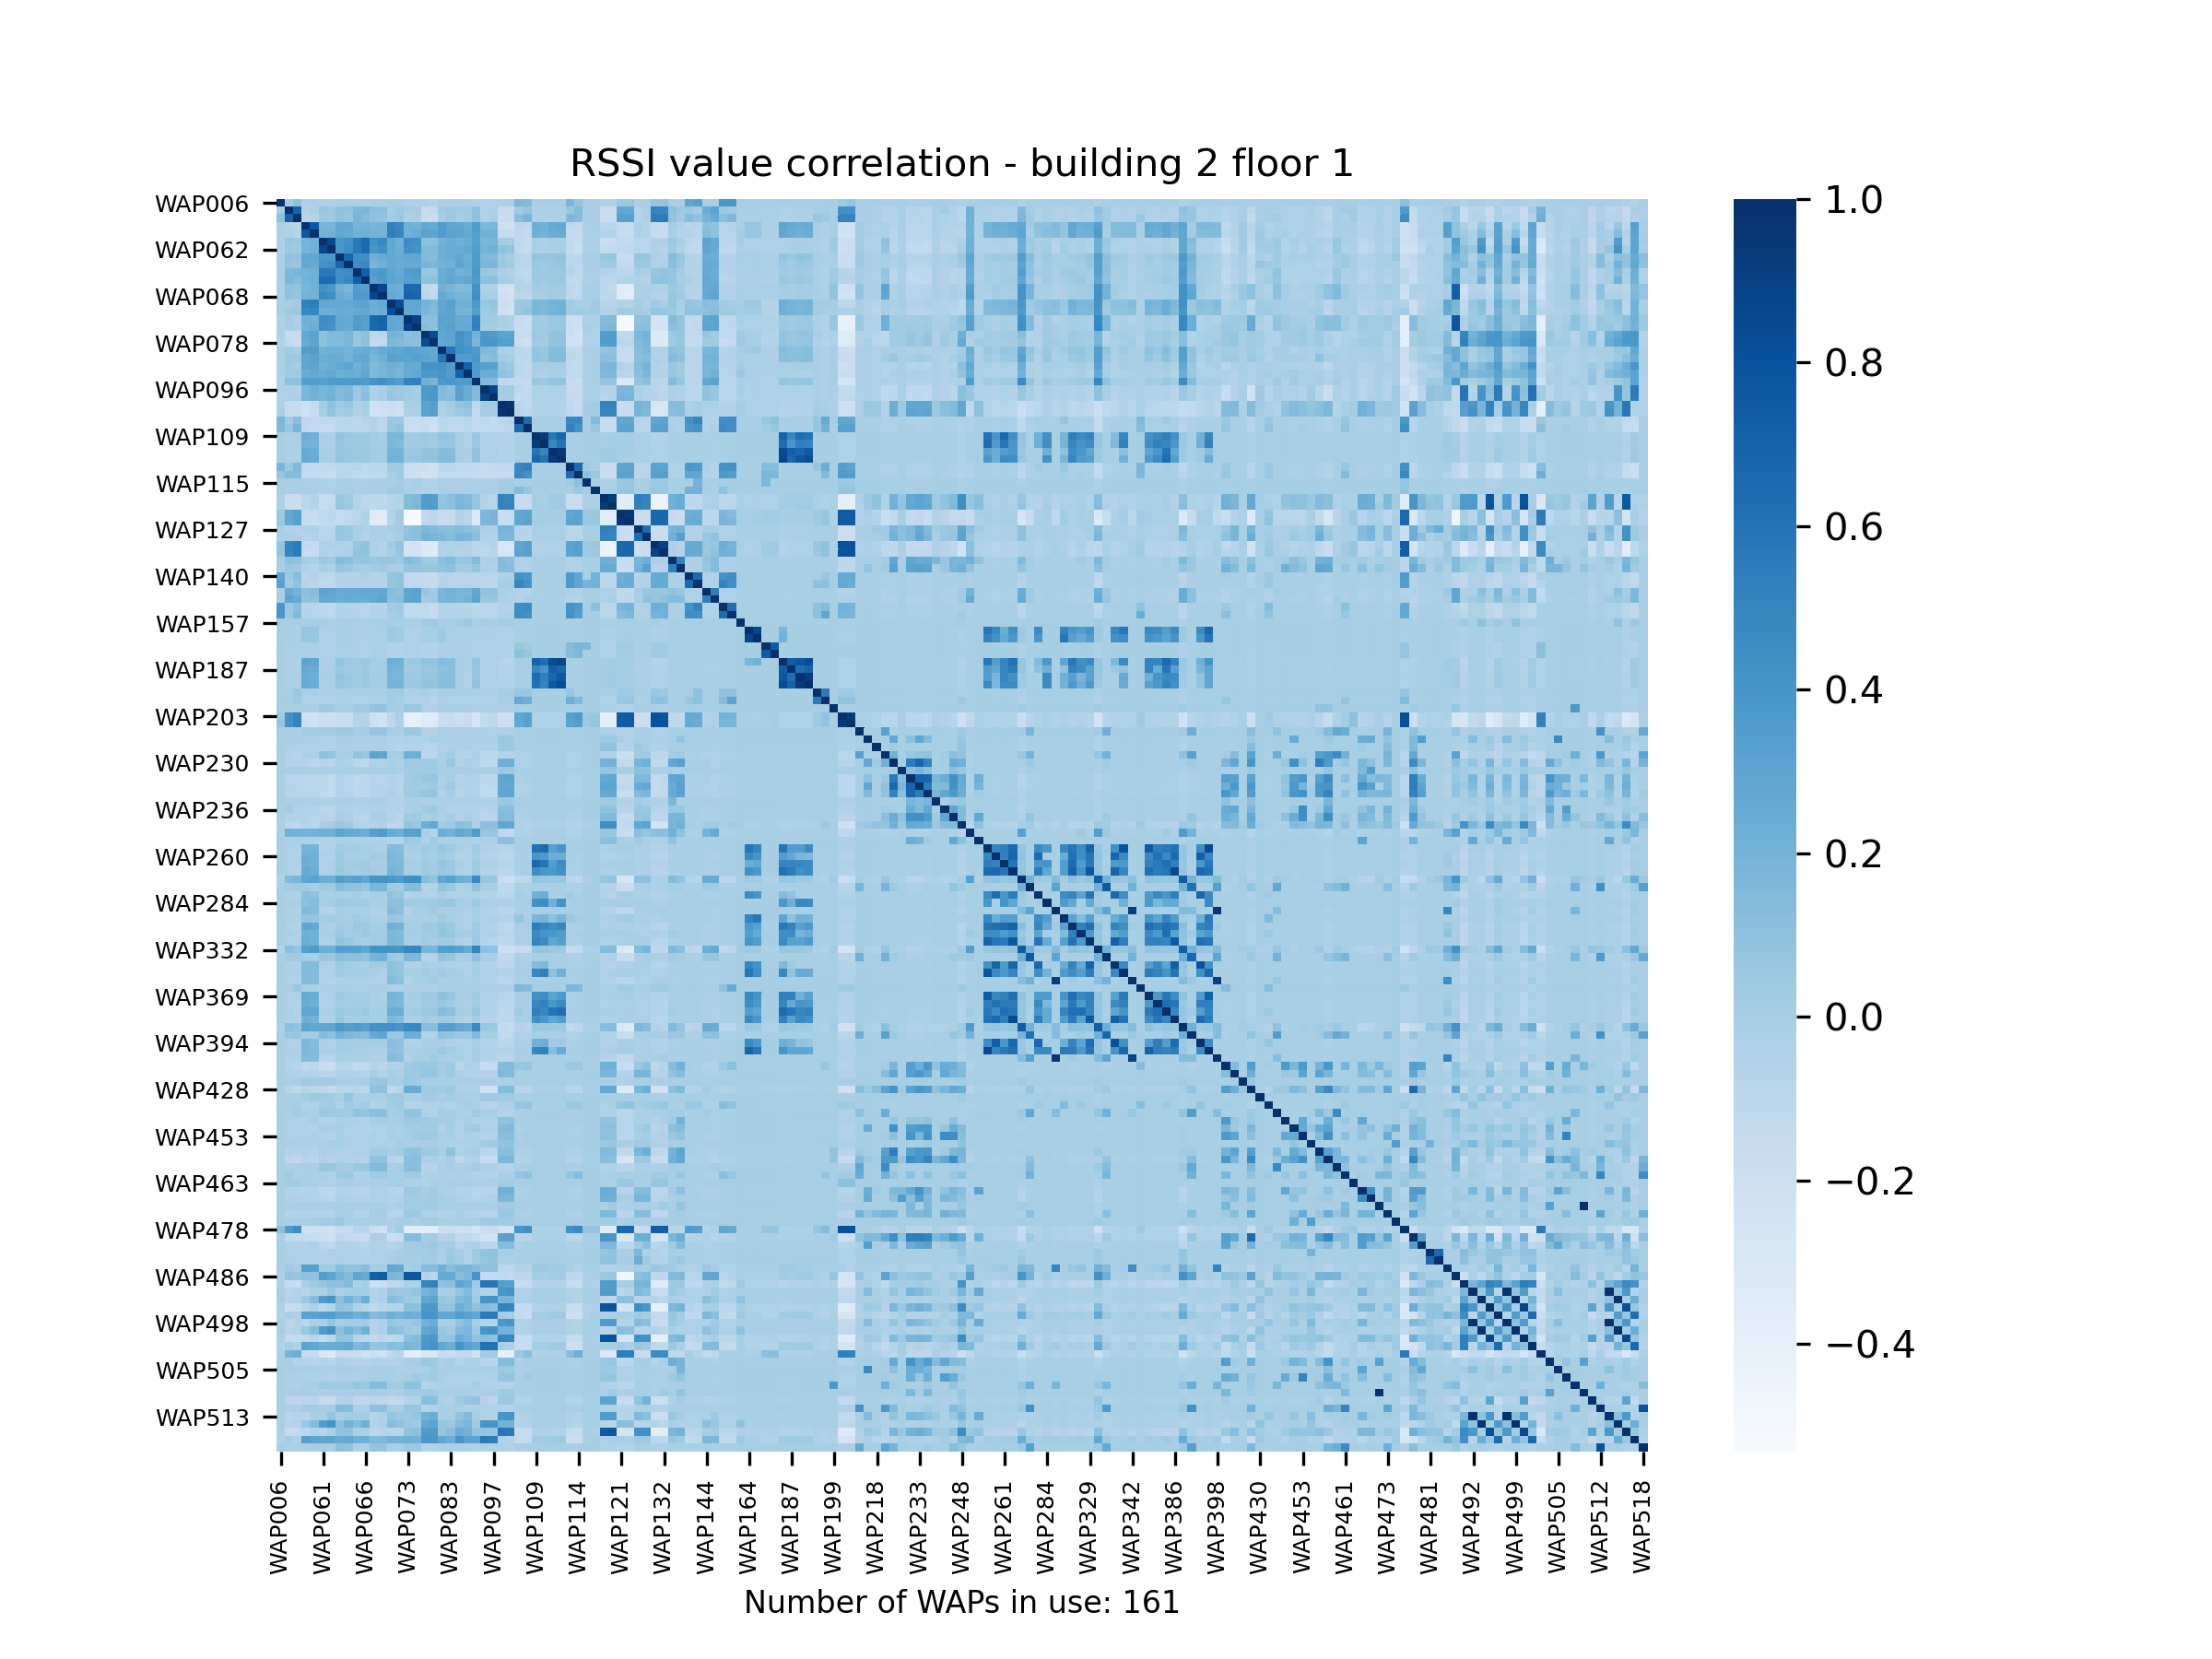 RSSI value correlation - building 2 floor 1
WAP006
WAP062
WAP068
WAP078
WAP096
WAP109
WAP115
WAP127
WAP140
WAP157
WAP187
WAP203
WAP230
WAP236
WAP260
WAP284
WAP332
WAP369
WAP394
WAP428
WAP453
WAP463
WAP478
WAP486
WAP498
WAP505
WAP513
1.0
0.8
0.6
0.4
0.2
0.0
−0.2
−0.4
WAP006
WAP061
WAP066
WAP073
WAP083
WAP097
WAP109
WAP114
WAP121
WAP132
WAP144
WAP164
WAP187
WAP199
WAP218
WAP233
WAP248
WAP261
WAP284
WAP329
WAP342
WAP386
WAP398
WAP430
WAP453
WAP461
WAP473
WAP481
WAP492
WAP499
WAP505
WAP512
WAP518
Number of WAPs in use: 161